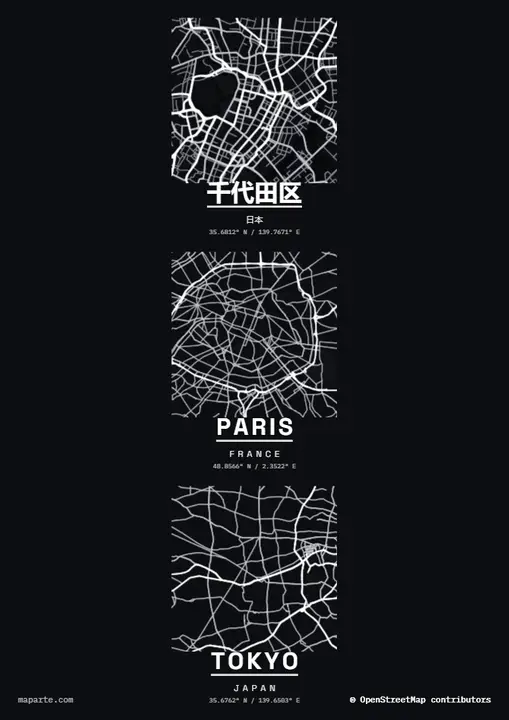 千代田区
日本
35.6812° N / 139.7671° E
PARIS
FRANCE
48.8566° N / 2.3522° E
TOKYO
JAPAN
35.6762° N / 139.6503° E
maparte.com
© OpenStreetMap contributors